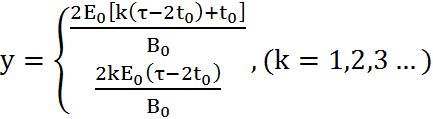 y = { 2E₀[k(τ−2t₀)+t₀] / B₀
2kE₀(τ−2t₀) / B₀ , (k = 1,2,3 … )